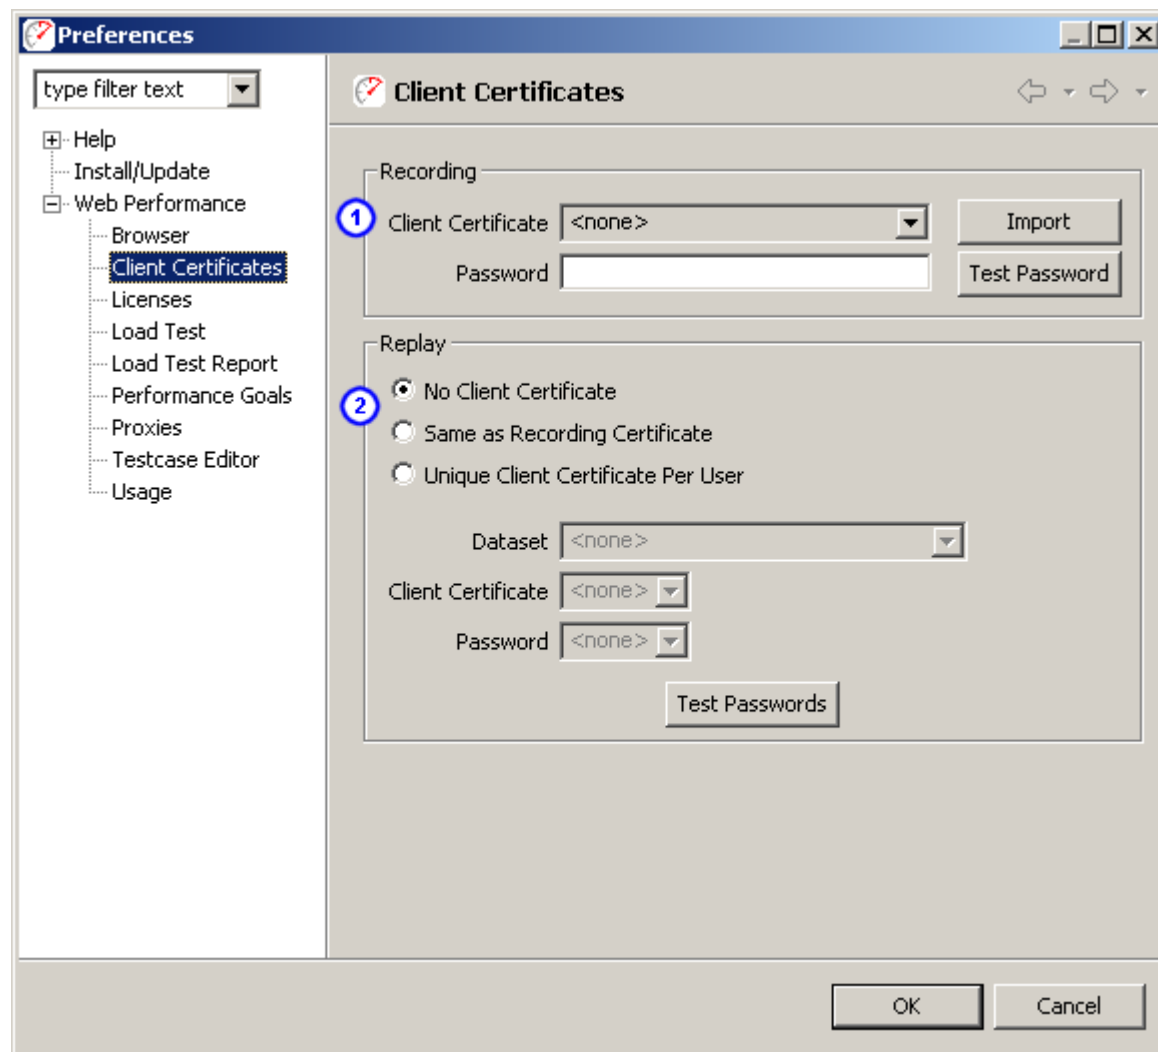 Preferences
type filter text
Help
Install/Update
Web Performance
Browser
Client Certificates
Licenses
Load Test
Load Test Report
Performance Goals
Proxies
Testcase Editor
Usage
Client Certificates
Recording
1
Client Certificate <none> Import
Password Test Password
Replay
2
No Client Certificate
Same as Recording Certificate
Unique Client Certificate Per User
Dataset <none>
Client Certificate <none>
Password <none>
Test Passwords
OK Cancel